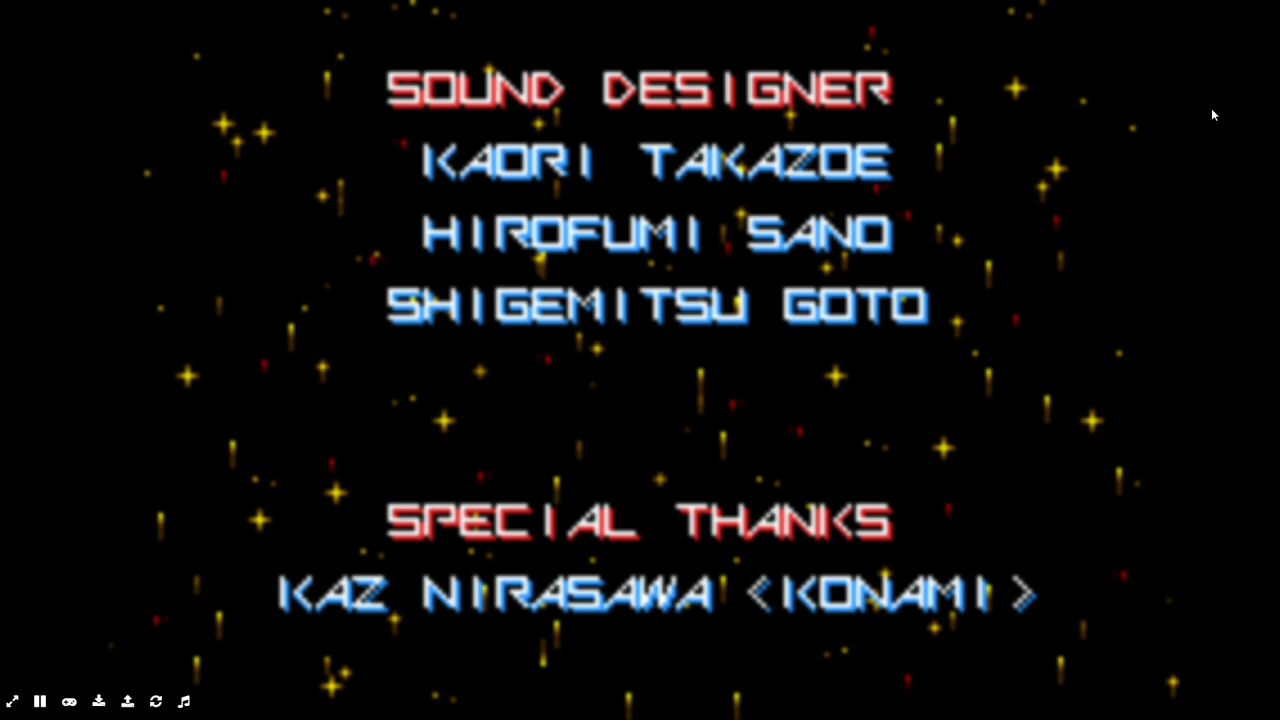 SOUND DESIGNER
KAORI TAKAZOE
HIROFUMI SANO
SHIGEMITSU GOTO
SPECIAL THANKS
KAZ NIRASAWA <KONAMI>